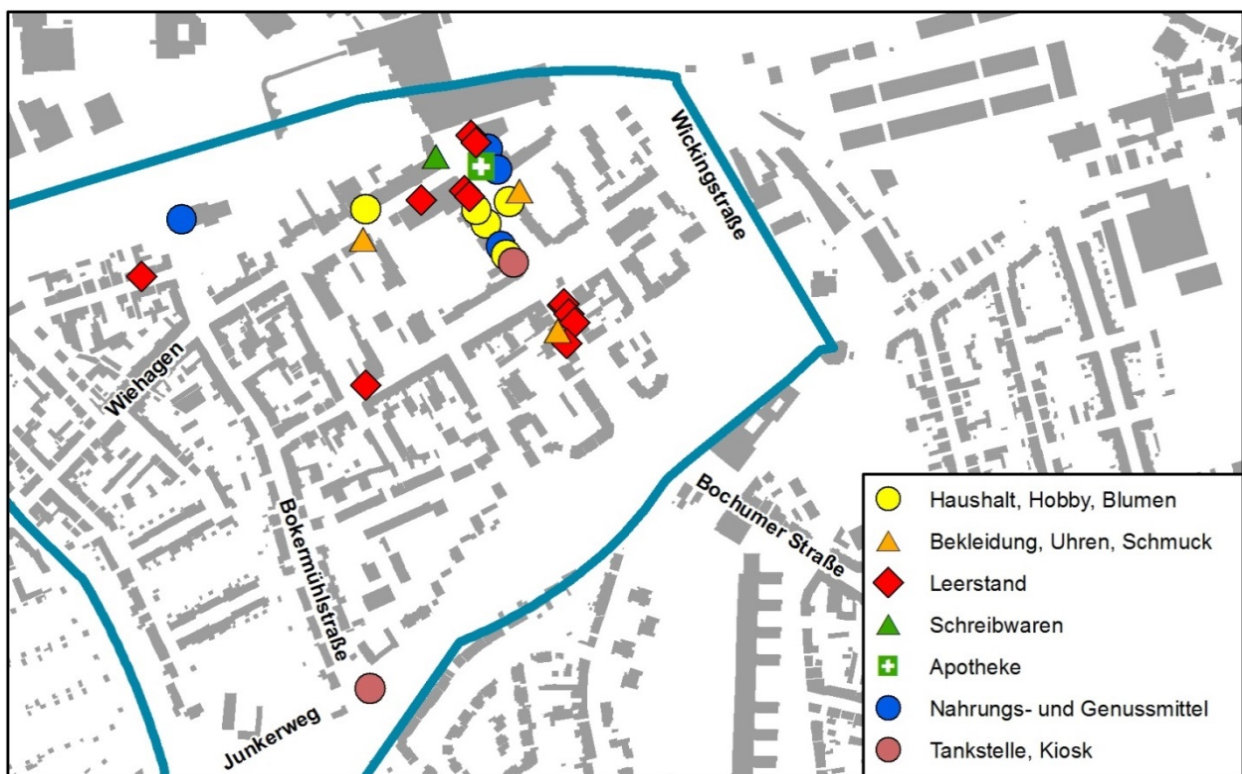 Wickingstraße
Wiehagen
Bokermühlstraße
Bochumer Straße
Junkerweg
Haushalt, Hobby, Blumen
Bekleidung, Uhren, Schmuck
Leerstand
Schreibwaren
Apotheke
Nahrungs- und Genussmittel
Tankstelle, Kiosk